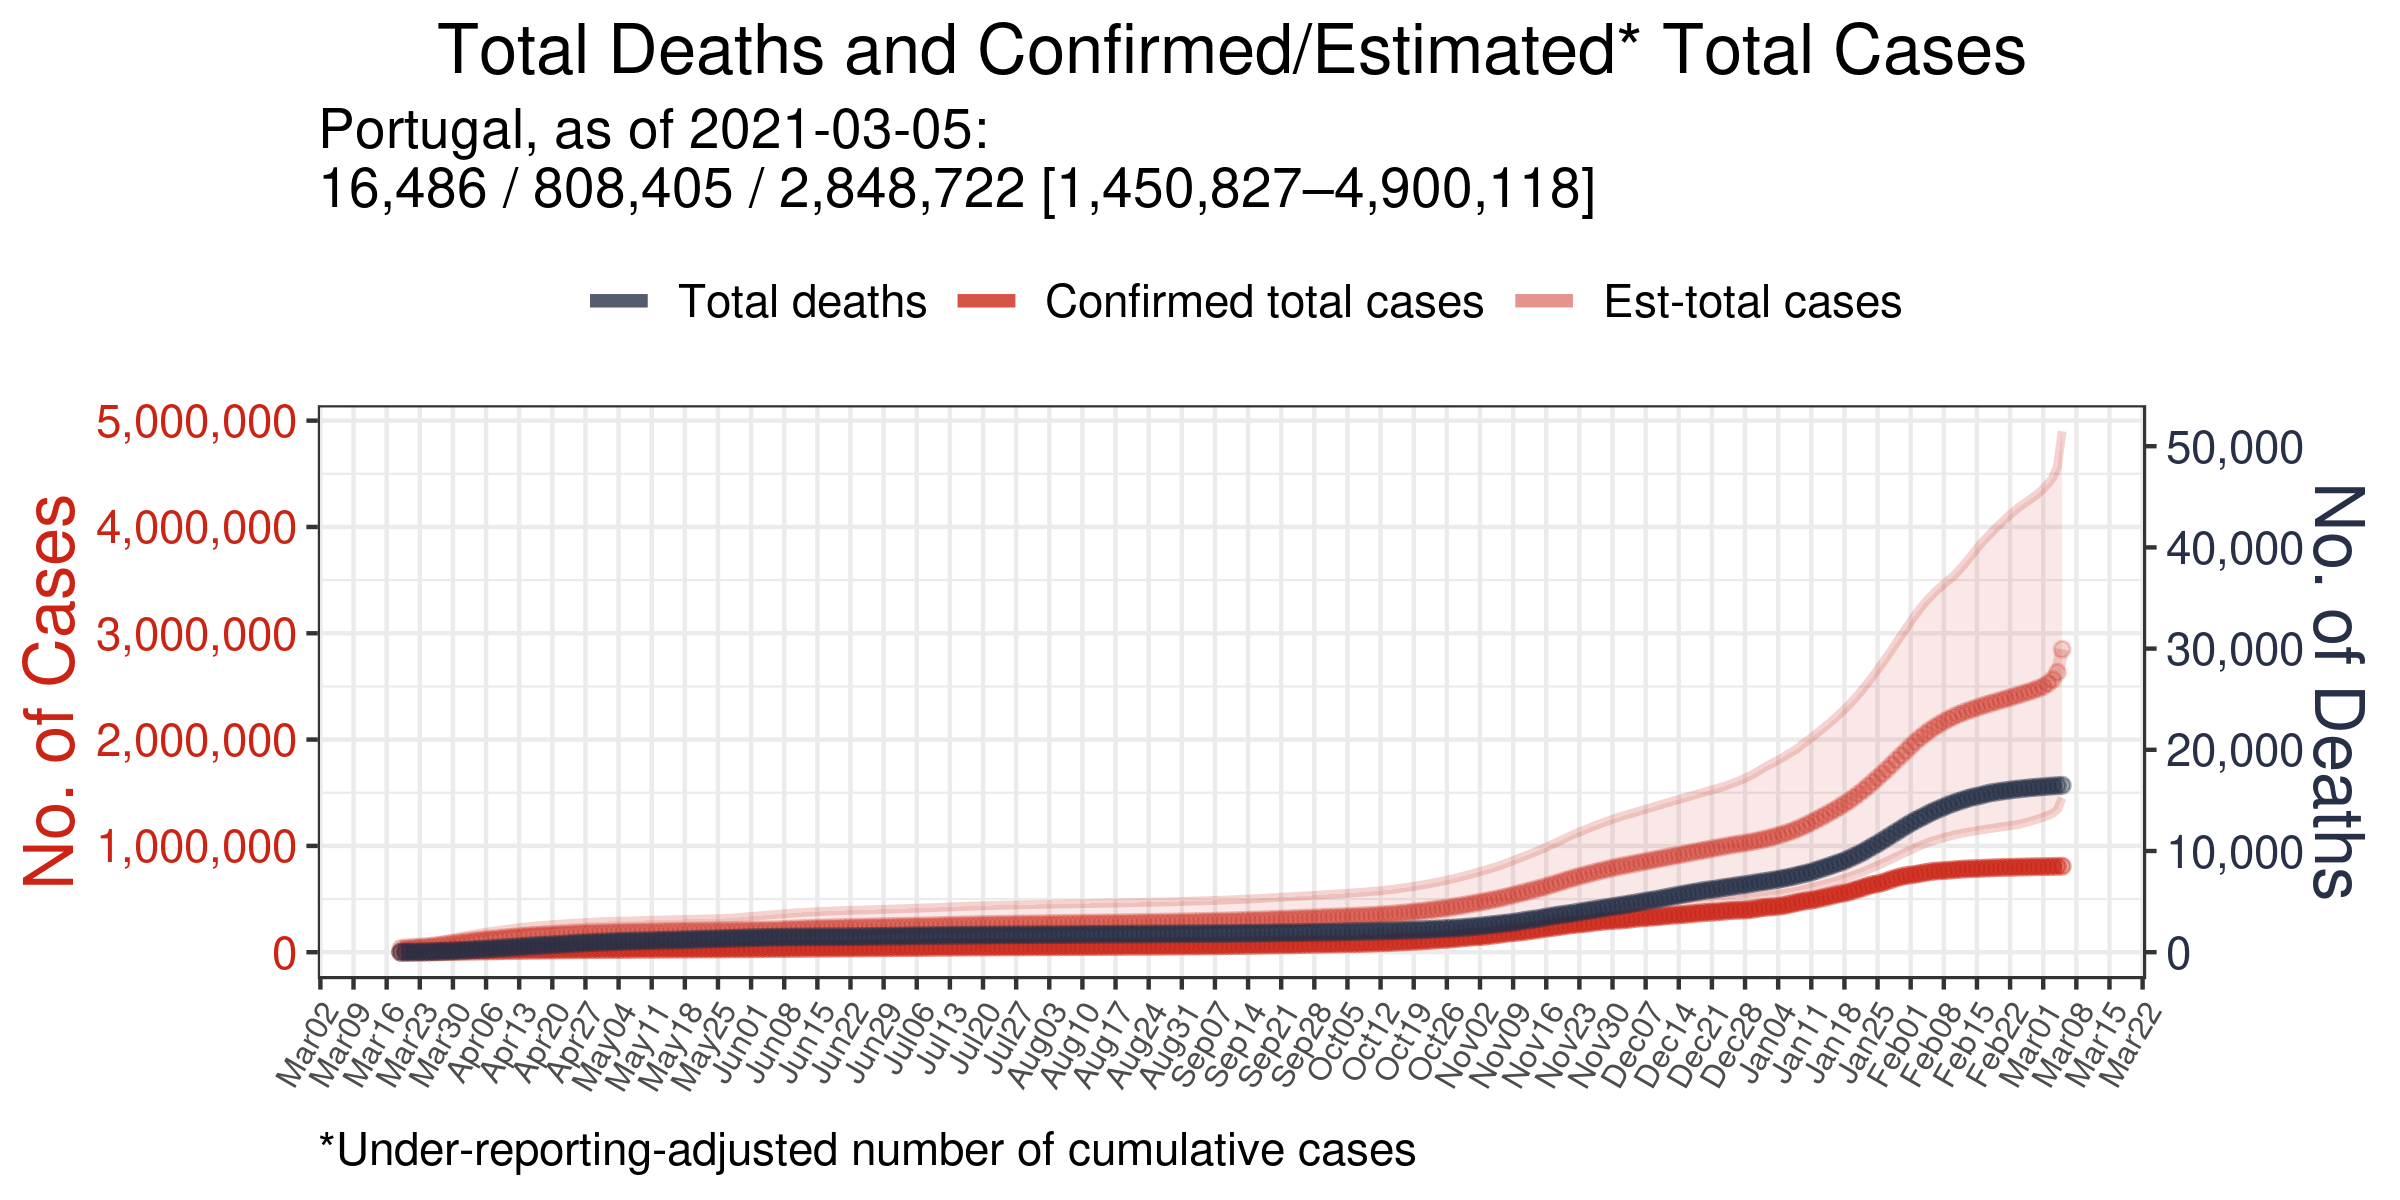 Total Deaths and Confirmed/Estimated* Total Cases
Portugal, as of 2021-03-05:
16,486 / 808,405 / 2,848,722 [1,450,827–4,900,118]
Total deaths
Confirmed total cases
Est-total cases
No. of Cases
5,000,000
4,000,000
3,000,000
2,000,000
1,000,000
0
50,000
40,000
30,000
20,000
10,000
0
No. of Deaths
Mar02
Mar09
Mar16
Mar23
Mar30
Apr06
Apr13
Apr20
Apr27
May04
May11
May18
May25
Jun01
Jun08
Jun15
Jun22
Jun29
Jul06
Jul13
Jul20
Jul27
Aug03
Aug10
Aug17
Aug24
Aug31
Sep07
Sep14
Sep21
Sep28
Oct05
Oct12
Oct19
Oct26
Nov02
Nov09
Nov16
Nov23
Nov30
Dec07
Dec14
Dec21
Dec28
Jan04
Jan11
Jan18
Jan25
Feb01
Feb08
Feb15
Feb22
Mar01
Mar08
Mar15
Mar22
*Under-reporting-adjusted number of cumulative cases